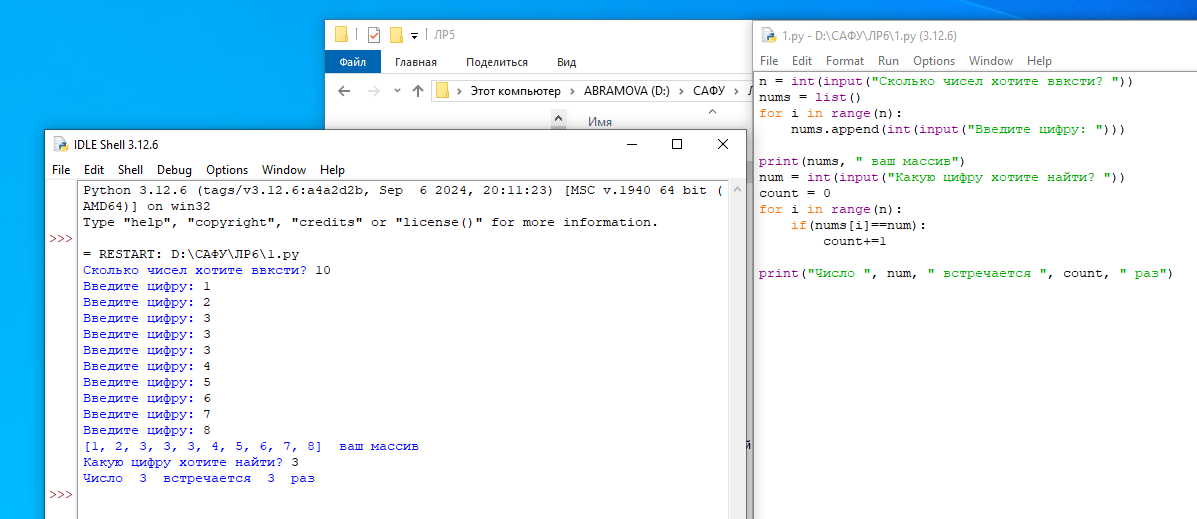 ЛР5
Файл Главная Поделиться Вид
Этот компьютер ABRAMOVA (D:) САФУ
Имя
IDLE Shell 3.12.6
File Edit Shell Debug Options Window Help
Python 3.12.6 (tags/v3.12.6:a4a2d2b, Sep  6 2024, 20:11:23) [MSC v.1940 64 bit (
AMD64)] on win32
Type "help", "copyright", "credits" or "license()" for more information.
>>>
= RESTART: D:\САФУ\ЛР6\1.py
Сколько чисел хотите ввксти? 10
Введите цифру: 1
Введите цифру: 2
Введите цифру: 3
Введите цифру: 3
Введите цифру: 3
Введите цифру: 4
Введите цифру: 5
Введите цифру: 6
Введите цифру: 7
Введите цифру: 8
[1, 2, 3, 3, 3, 4, 5, 6, 7, 8]  ваш массив
Какую цифру хотите найти? 3
Число  3  встречается  3  раз
>>>
1.py - D:\САФУ\ЛР6\1.py (3.12.6)
File Edit Format Run Options Window Help
n = int(input("Сколько чисел хотите ввксти? "))
nums = list()
for i in range(n):
    nums.append(int(input("Введите цифру: ")))
print(nums, " ваш массив")
num = int(input("Какую цифру хотите найти? "))
count = 0
for i in range(n):
    if(nums[i]==num):
        count+=1
print("Число ", num, " встречается ", count, " раз")